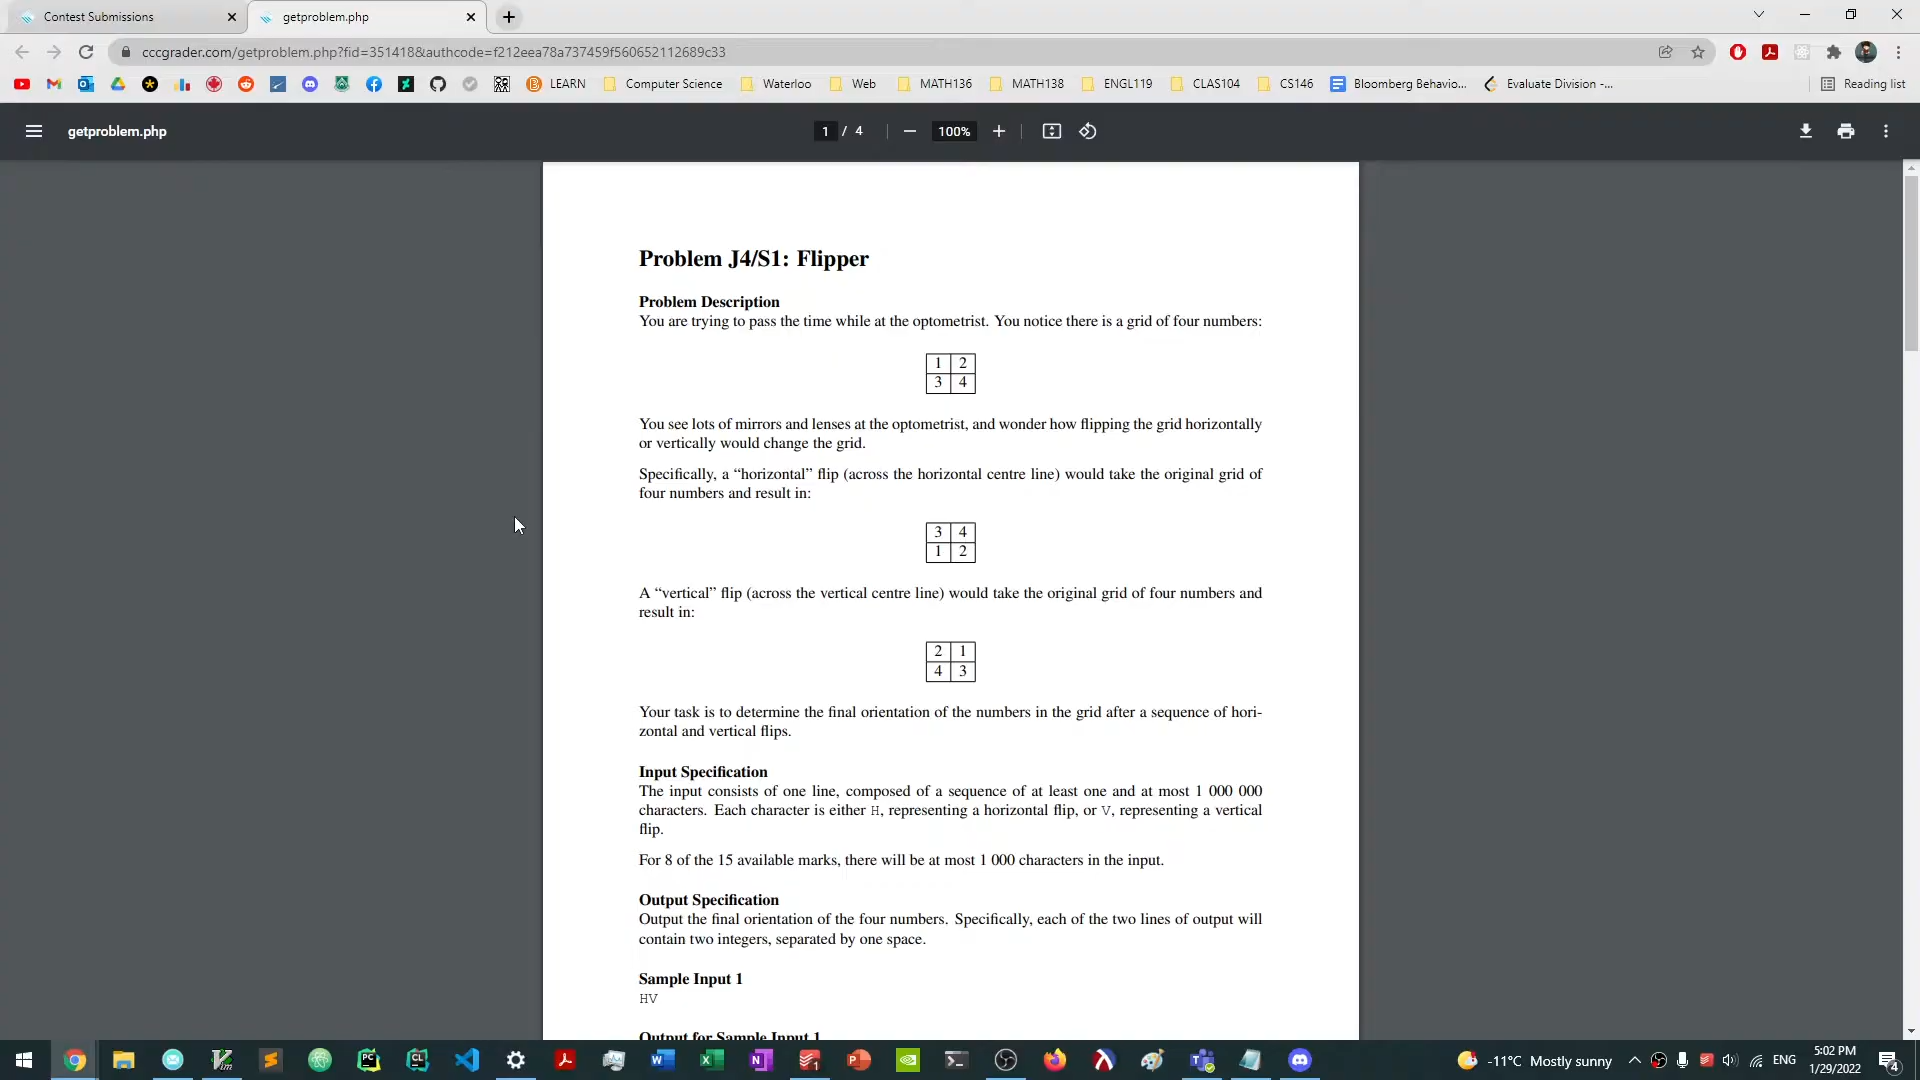 Contest Submissions
getproblem.php
cccgrader.com/getproblem.php?fid=351418&authcode=f212eea78a737459f560652112689c33
LEARN Computer Science Waterloo Web MATH136 MATH138 ENGL119 CLAS104 CS146 Bloomberg Behavio... Evaluate Division -... Reading list
getproblem.php 1 / 4 100%
Problem J4/S1: Flipper
Problem Description
You are trying to pass the time while at the optometrist. You notice there is a grid of four numbers:
1 2
3 4
You see lots of mirrors and lenses at the optometrist, and wonder how flipping the grid horizontally
or vertically would change the grid.
Specifically, a “horizontal” flip (across the horizontal centre line) would take the original grid of
four numbers and result in:
3 4
1 2
A “vertical” flip (across the vertical centre line) would take the original grid of four numbers and
result in:
2 1
4 3
Your task is to determine the final orientation of the numbers in the grid after a sequence of hori-
zontal and vertical flips.
Input Specification
The input consists of one line, composed of a sequence of at least one and at most 1 000 000
characters. Each character is either H, representing a horizontal flip, or V, representing a vertical
flip.
For 8 of the 15 available marks, there will be at most 1 000 characters in the input.
Output Specification
Output the final orientation of the four numbers. Specifically, each of the two lines of output will
contain two integers, separated by one space.
Sample Input 1
HV
Output for Sample Input 1
-11°C Mostly sunny ENG 5:02 PM
1/29/2022
4